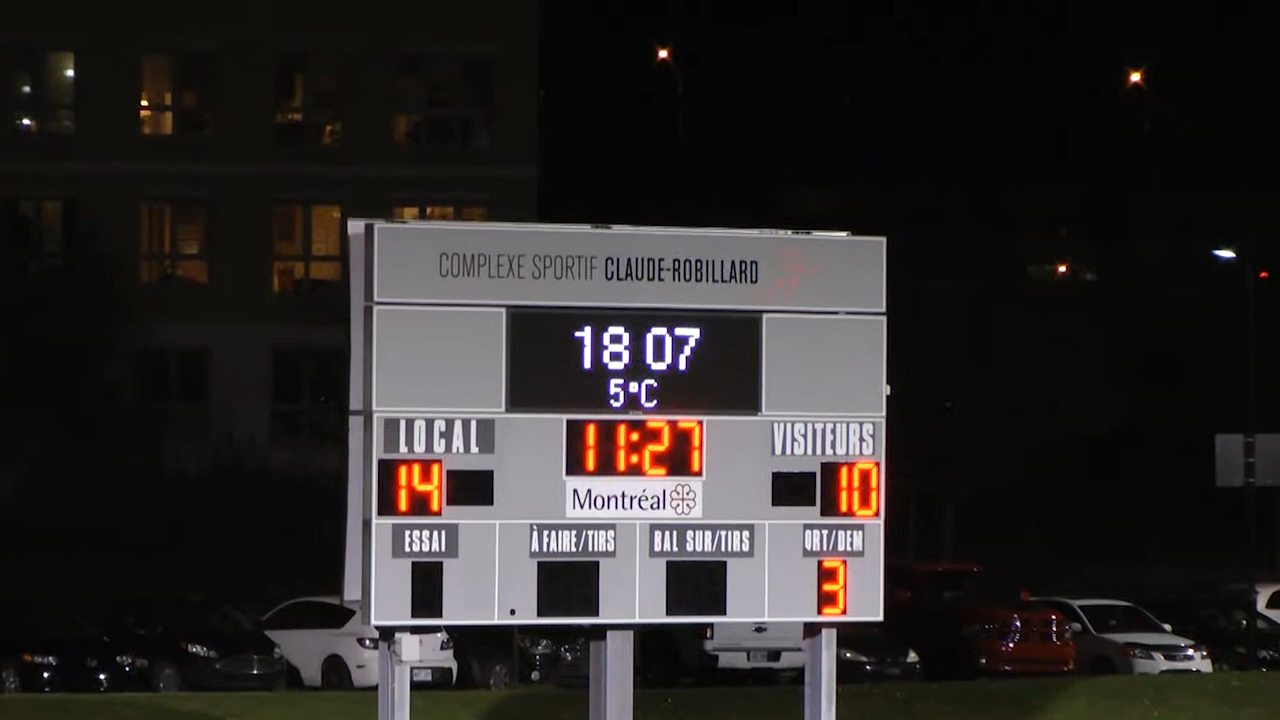 COMPLEXE SPORTIF CLAUDE-ROBILLARD
18 07
5°C
LOCAL
11:27
VISITEURS
14
10
Montréal
ESSAI
À FAIRE/TIRS
BAL SUR/TIRS
QRT/DEM
3